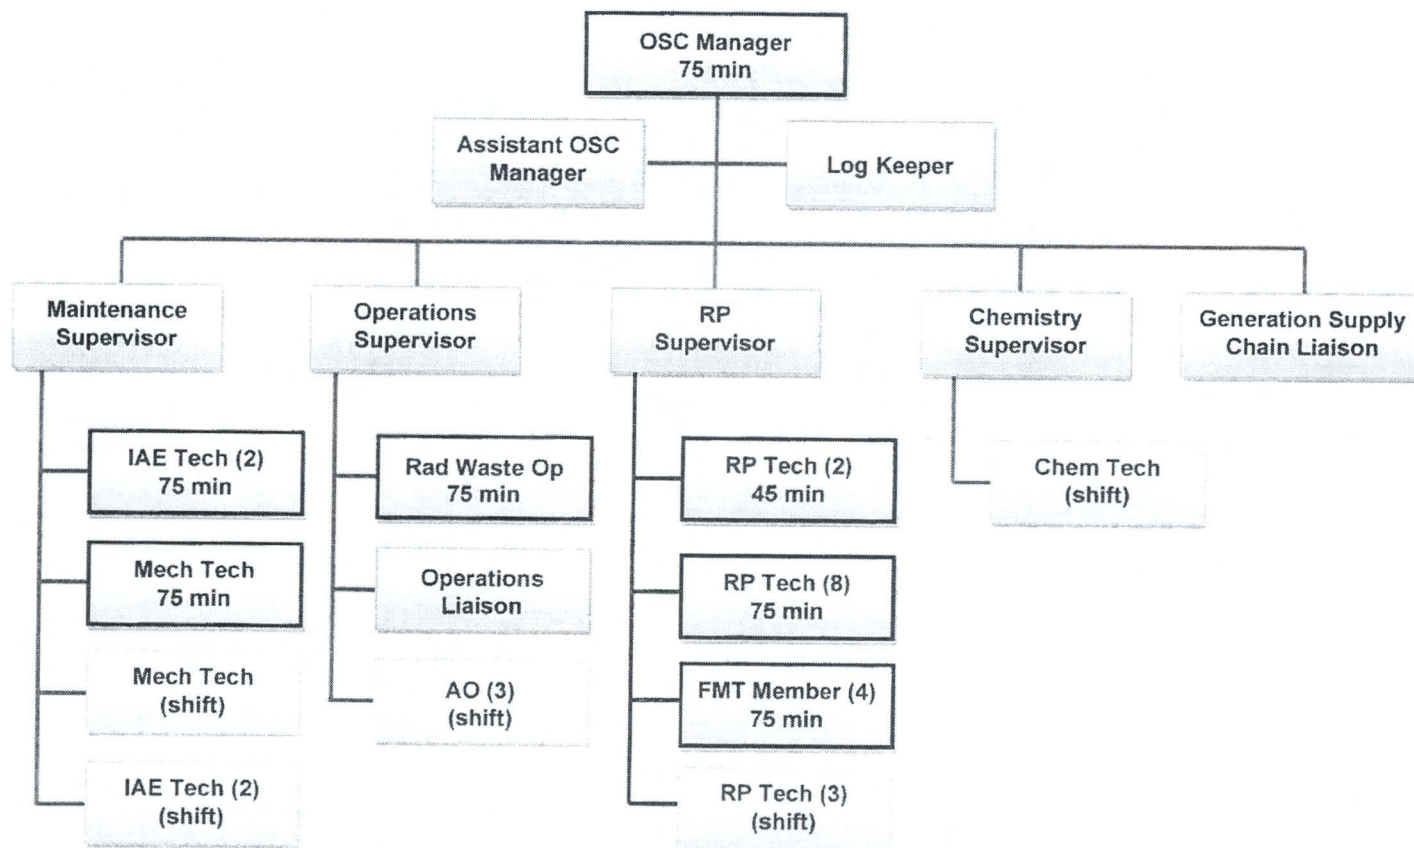 OSC Manager
75 min
Assistant OSC
Manager
Log Keeper
Maintenance
Supervisor
Operations
Supervisor
RP
Supervisor
Chemistry
Supervisor
Generation Supply
Chain Liaison
IAE Tech (2)
75 min
Mech Tech
75 min
Mech Tech
(shift)
IAE Tech (2)
(shift)
Rad Waste Op
75 min
Operations
Liaison
AO (3)
(shift)
RP Tech (2)
45 min
RP Tech (8)
75 min
FMT Member (4)
75 min
RP Tech (3)
(shift)
Chem Tech
(shift)